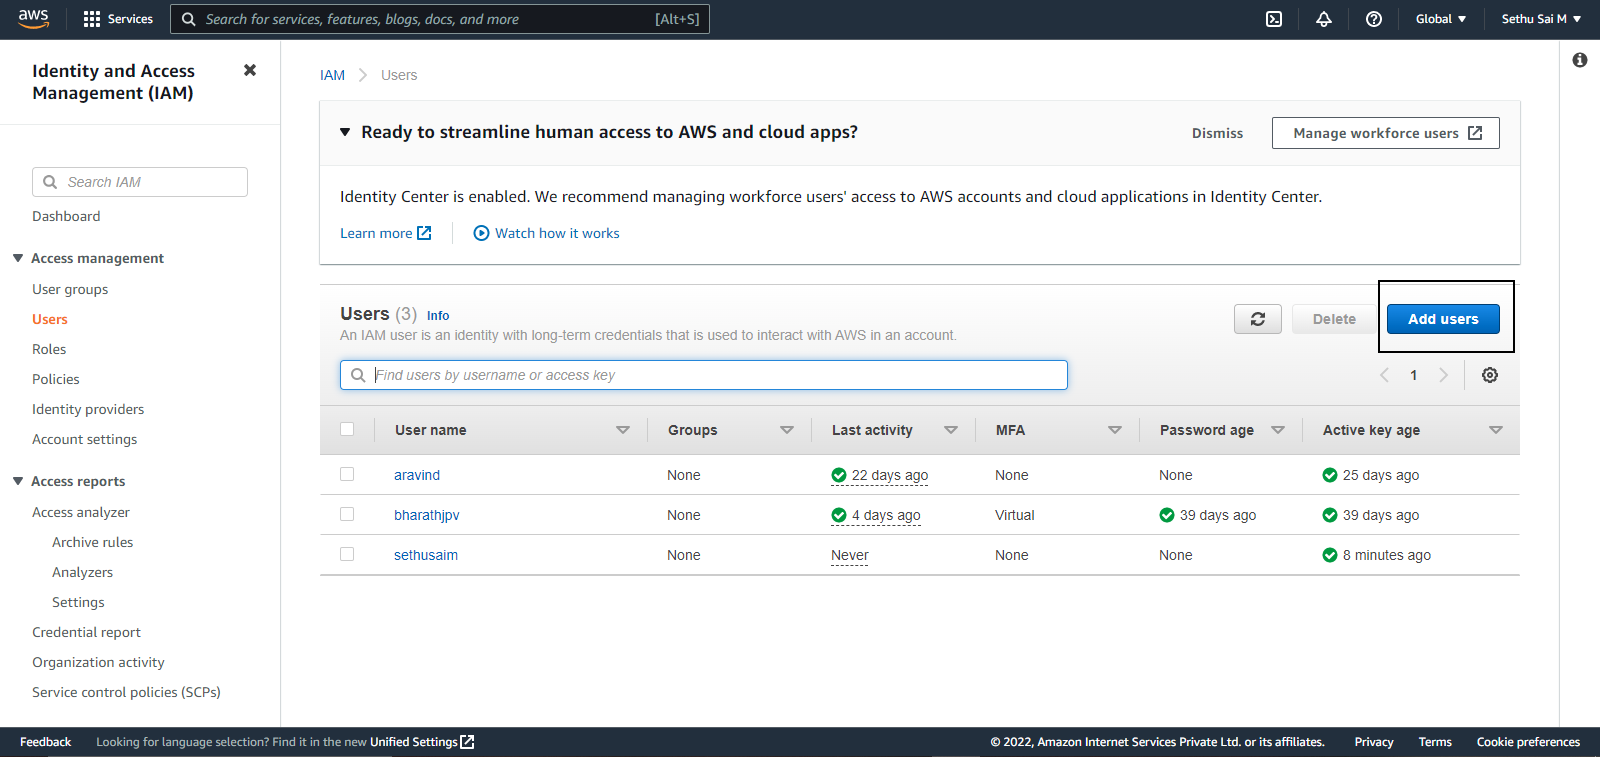 aws Services Search for services, features, blogs, docs, and more [Alt+S] Global Sethu Sai M
Identity and Access
Management (IAM)
Search IAM
Dashboard
Access management
User groups
Users
Roles
Policies
Identity providers
Account settings
Access reports
Access analyzer
Archive rules
Analyzers
Settings
Credential report
Organization activity
Service control policies (SCPs)
IAM Users
Ready to streamline human access to AWS and cloud apps? Dismiss Manage workforce users
Identity Center is enabled. We recommend managing workforce users' access to AWS accounts and cloud applications in Identity Center.
Learn more Watch how it works
Users (3) Info Delete Add users
An IAM user is an identity with long-term credentials that is used to interact with AWS in an account.
Find users by username or access key 1
User name Groups Last activity MFA Password age Active key age
aravind None 22 days ago None None 25 days ago
bharathjpv None 4 days ago Virtual 39 days ago 39 days ago
sethusaim None Never None None 8 minutes ago
Feedback Looking for language selection? Find it in the new Unified Settings © 2022, Amazon Internet Services Private Ltd. or its affiliates. Privacy Terms Cookie preferences